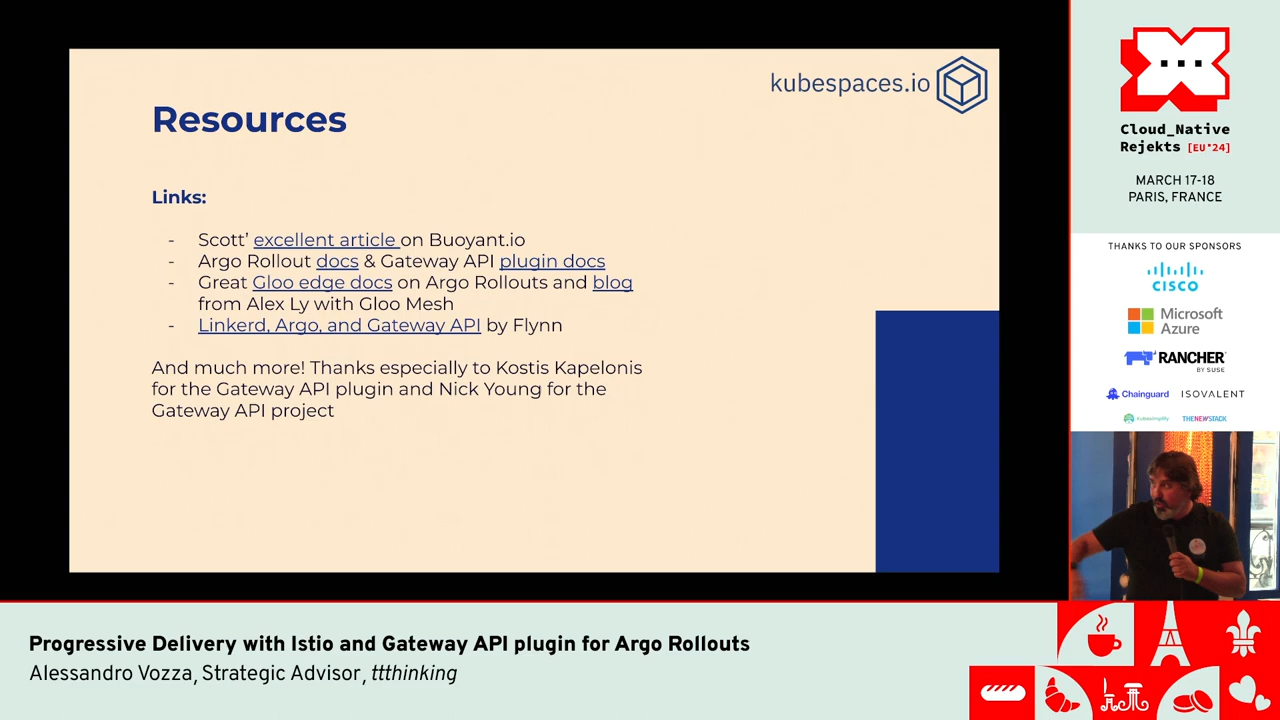 kubespaces.io
Resources
Links:
- Scott’ excellent article on Buoyant.io
- Argo Rollout docs & Gateway API plugin docs
- Great Gloo edge docs on Argo Rollouts and blog
from Alex Ly with Gloo Mesh
- Linkerd, Argo, and Gateway API by Flynn
And much more! Thanks especially to Kostis Kapelonis
for the Gateway API plugin and Nick Young for the
Gateway API project
Cloud_Native
Rejekts [EU'24]
MARCH 17-18
PARIS, FRANCE
THANKS TO OUR SPONSORS
CISCO
Microsoft
Azure
RANCHER
BY SUSE
Chainguard ISOVALENT
Kubesimplify THENEWSTACK
Progressive Delivery with Istio and Gateway API plugin for Argo Rollouts
Alessandro Vozza, Strategic Advisor, ttthinking